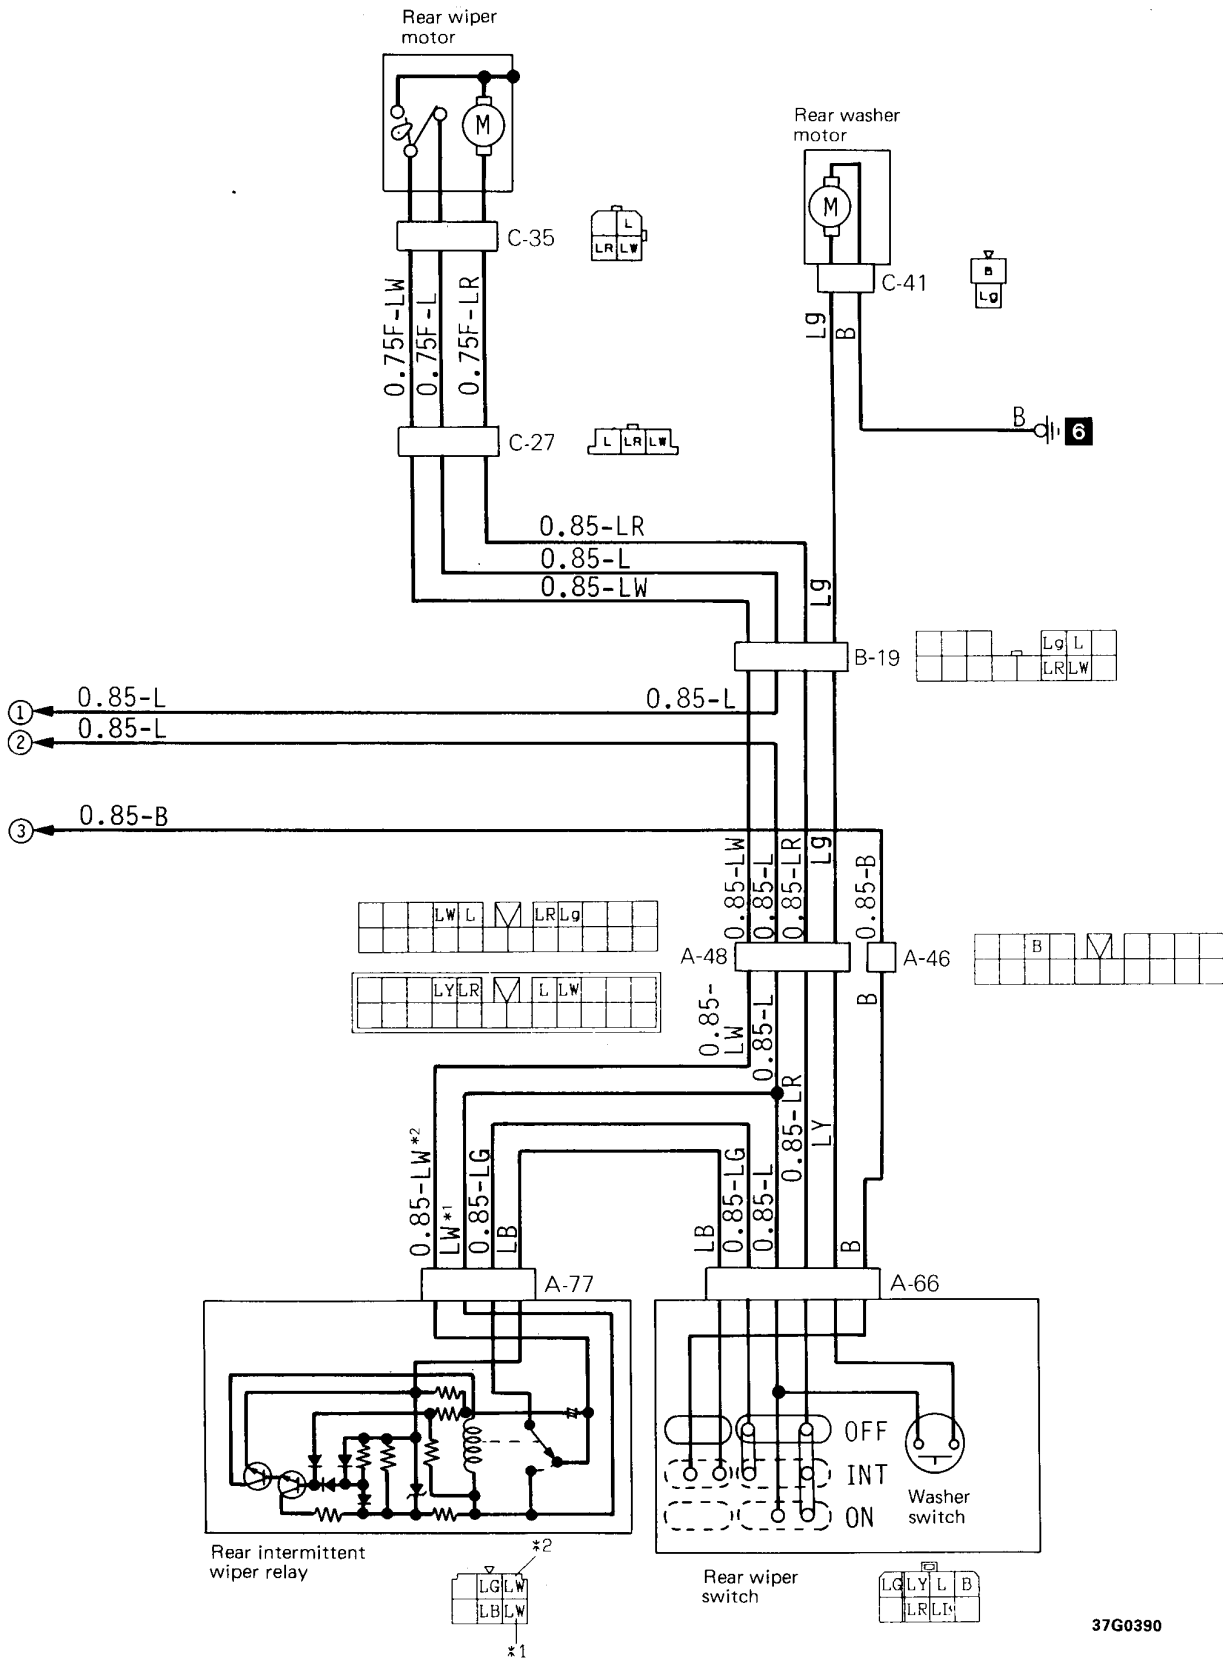 Rear wiper
motor
M
Rear washer
motor
M
C-35
L
LR LW
C-41
B
Lg
0.75F-LW
0.75F-L
0.75F-LR
Lg
B
B
6
C-27
L LR LW
0.85-LR
0.85-L
0.85-LW
Lg
B-19
Lg L
LR LW
1
0.85-L
0.85-L
2
0.85-L
3
0.85-B
0.85-LW
0.85-L
0.85-LR
Lg
0.85-B
LW L LR Lg
A-48
A-46
B
LY LR L LW
0.85-
LW
0.85-L
B
0.85-LR
LY
0.85-LW*2
LW*1
0.85-LG
LB
LB
0.85-LG
0.85-L
B
A-77
A-66
OFF
INT
ON
Washer
switch
Rear intermittent
wiper relay
*2
LG LW
LB LW
*1
Rear wiper
switch
LG LY L B
LR
37G0390